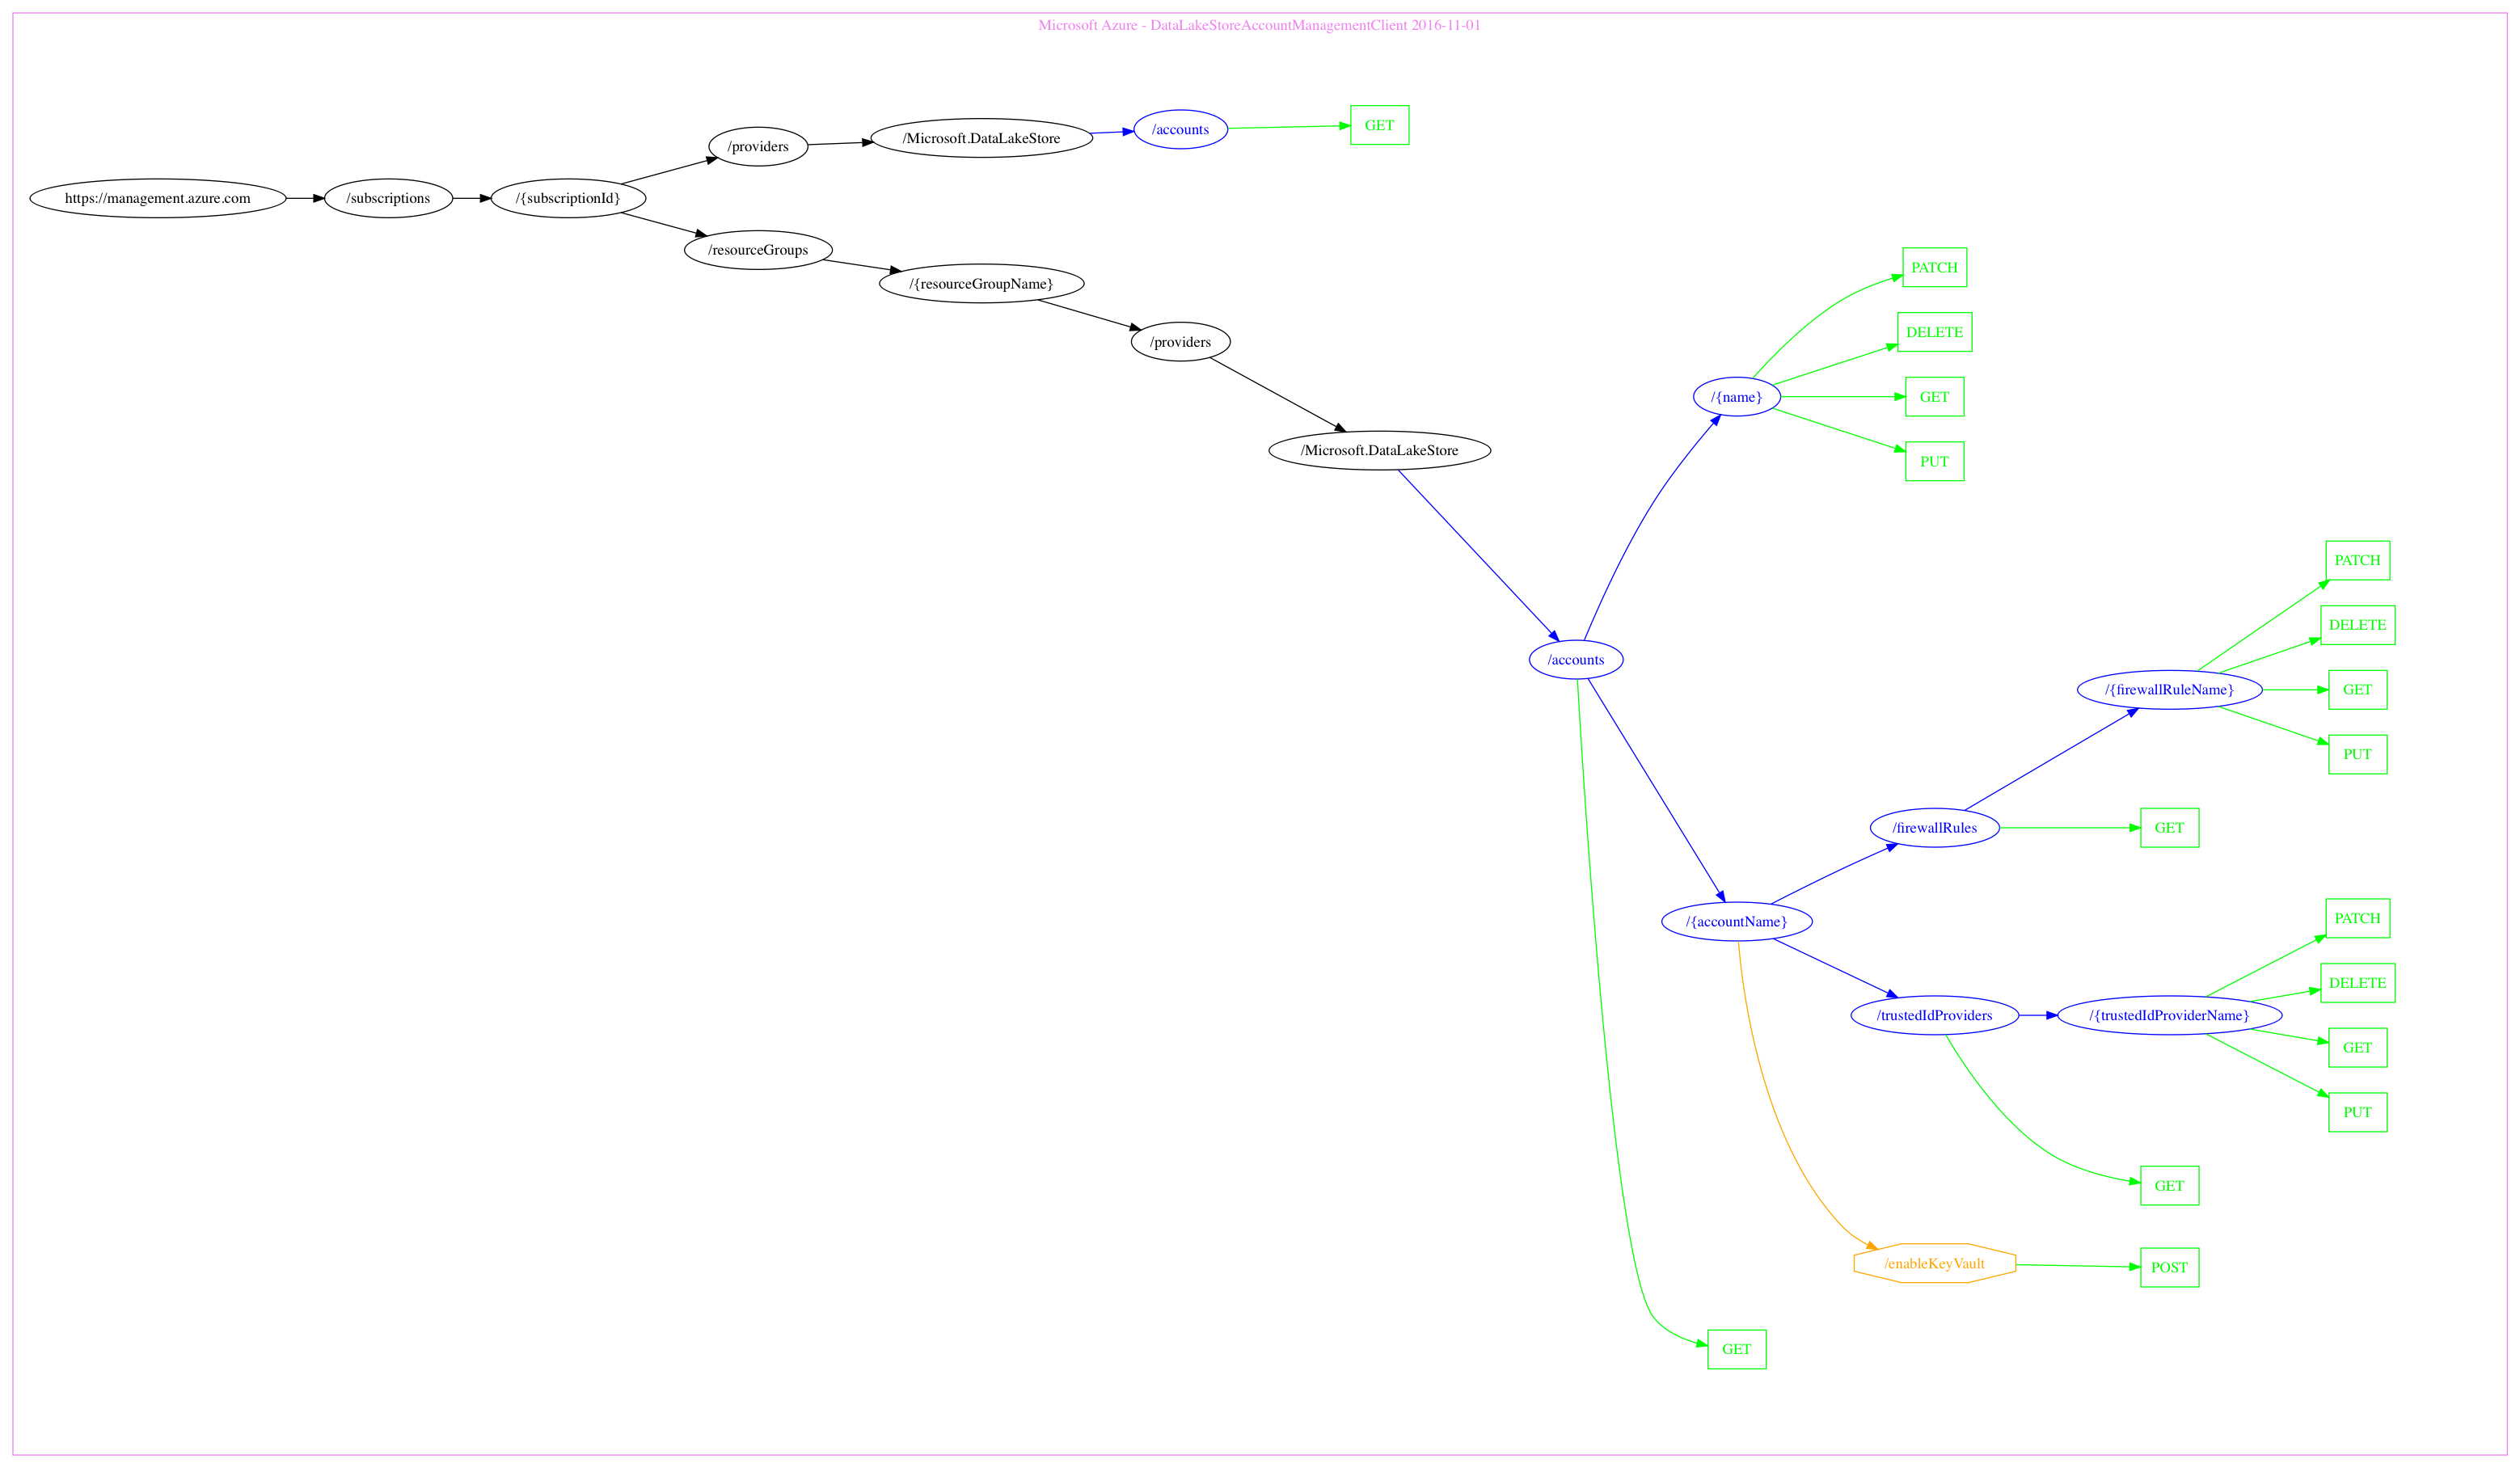 Microsoft Azure - DataLakeStoreAccountManagementClient 2016-11-01
https://management.azure.com
/subscriptions
/{subscriptionId}
/providers
/Microsoft.DataLakeStore
/accounts
GET
/resourceGroups
/{resourceGroupName}
/providers
/Microsoft.DataLakeStore
/accounts
/{name}
PATCH
DELETE
GET
PUT
/{accountName}
/firewallRules
/{firewallRuleName}
PATCH
DELETE
GET
PUT
GET
/trustedIdProviders
/{trustedIdProviderName}
PATCH
DELETE
GET
PUT
GET
/enableKeyVault
POST
GET